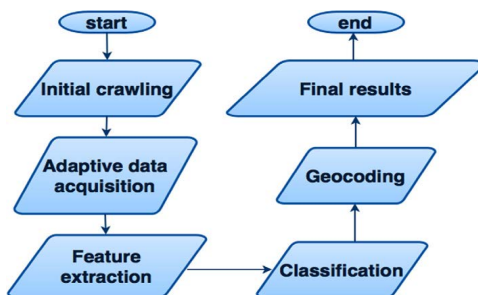 start
Initial crawling
Adaptive data
acquisition
Feature
extraction
Classification
Geocoding
Final results
end